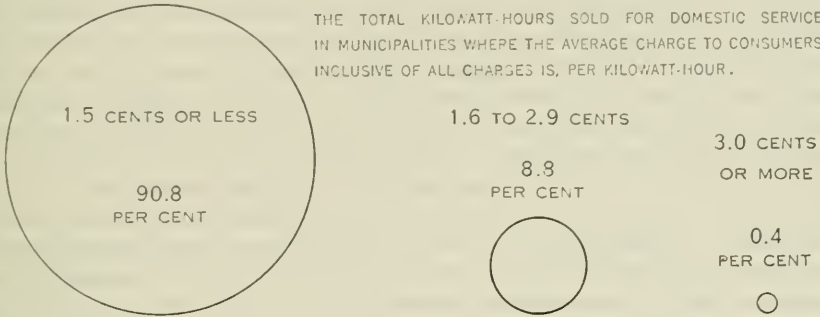 THE TOTAL KILOWATT-HOURS SOLD FOR DOMESTIC SERVICE
IN MUNICIPALITIES WHERE THE AVERAGE CHARGE TO CONSUMERS
INCLUSIVE OF ALL CHARGES IS, PER KILOWATT-HOUR.
1.5 CENTS OR LESS
90.8
PER CENT
1.6 TO 2.9 CENTS
8.8
PER CENT
3.0 CENTS
OR MORE
0.4
PER CENT